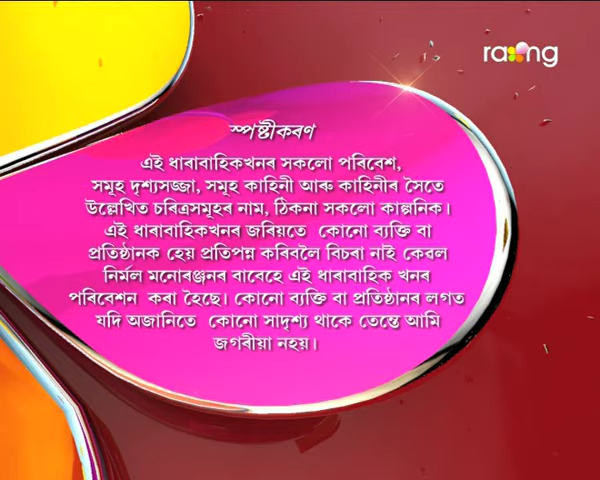 rang
স্পষ্টীকৰণ
এই ধাৰাবাহিকখনৰ সকলো পৰিবেশ,
সমূহ দৃশ্যসজ্জা, সমূহ কাহিনী আৰু কাহিনীৰ সৈতে
উল্লেখিত চৰিত্ৰসমূহৰ নাম, ঠিকনা সকলো কাল্পনিক।
এই ধাৰাবাহিকখনৰ জৰিয়তে কোনো ব্যক্তি বা
প্ৰতিষ্ঠানক হেয় প্ৰতিপন্ন কৰিবলৈ বিচৰা নাই কেৱল
নিৰ্মল মনোৰঞ্জনৰ বাবেহে এই ধাৰাবাহিক খনৰ
পৰিবেশন কৰা হৈছে। কোনো ব্যক্তি বা প্ৰতিষ্ঠানৰ লগত
যদি অজানিতে কোনো সাদৃশ্য থাকে তেন্তে আমি
জগৰীয়া নহয়।